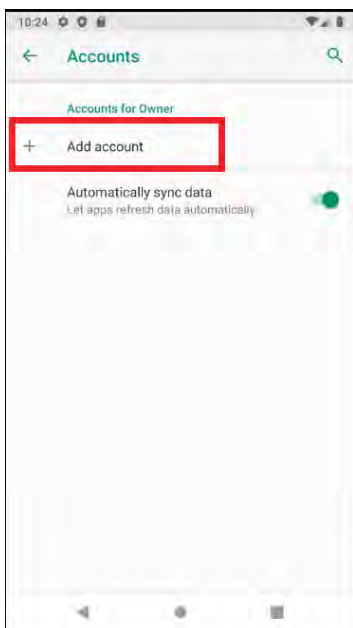 10:24
Accounts
Accounts for Owner
Add account
Automatically sync data
Let apps refresh data automatically